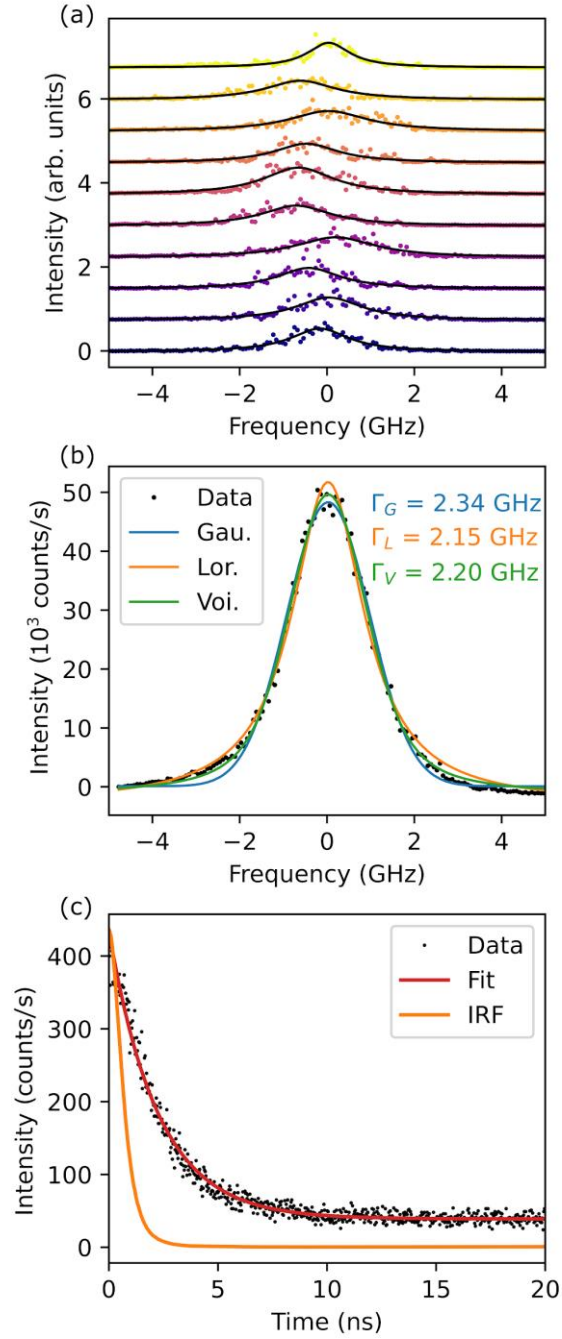 (a)
Intensity (arb. units)
6
4
2
0
−4 −2 0 2 4
Frequency (GHz)
(b)
Intensity (10³ counts/s)
50
40
30
20
10
0
Data
Gau.
Lor.
Voi.
Γ_G = 2.34 GHz
Γ_L = 2.15 GHz
Γ_V = 2.20 GHz
−4 −2 0 2 4
Frequency (GHz)
(c)
Intensity (counts/s)
400
300
200
100
0
Data
Fit
IRF
0 5 10 15 20
Time (ns)